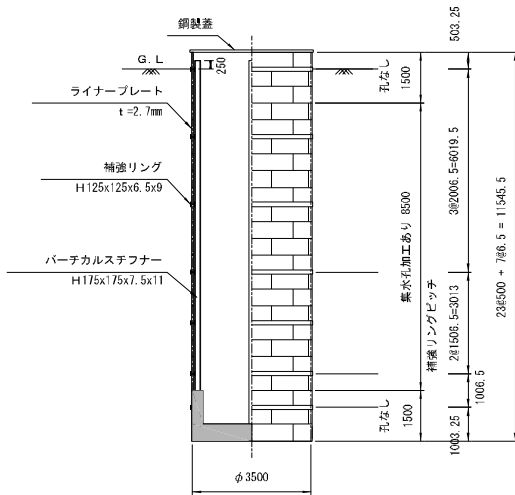 鋼製蓋
G.L
250
ライナープレート
t=2.7mm
補強リング
H125x125x6.5x9
バーチカルスチフナー
H175x175x7.5x11
孔なし
1500
集水孔加工あり 8500
孔なし
1500
補強リングピッチ
503.25
3@2006.5=6019.5
2@1506.5=3013
1006.5
1003.25
23@500 + 7@6.5 = 11545.5
φ3500